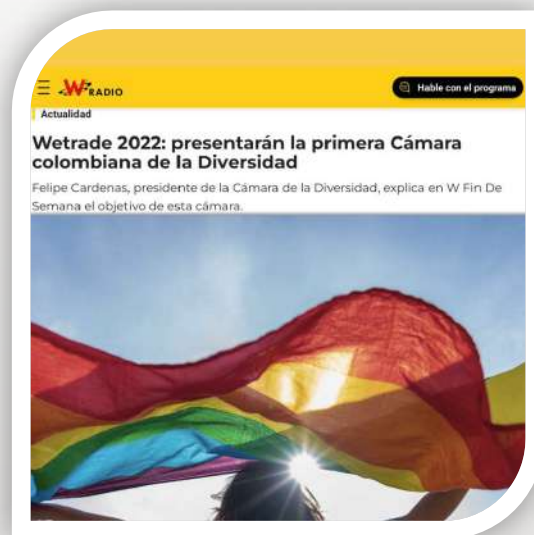 W RADIO
Hable con el programa
Actualidad
Wetrade 2022: presentarán la primera Cámara
colombiana de la Diversidad
Felipe Cardenas, presidente de la Cámara de la Diversidad, explica en W Fin De
Semana el objetivo de esta cámara.